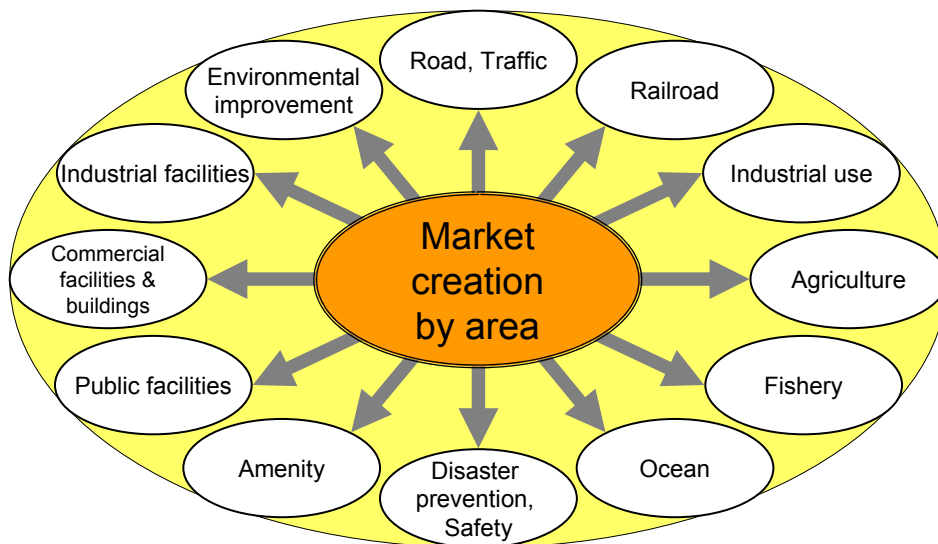 Road, Traffic
Environmental
improvement
Railroad
Industrial facilities
Industrial use
Market
creation
by area
Commercial
facilities &
buildings
Agriculture
Public facilities
Fishery
Amenity
Disaster
prevention,
Safety
Ocean